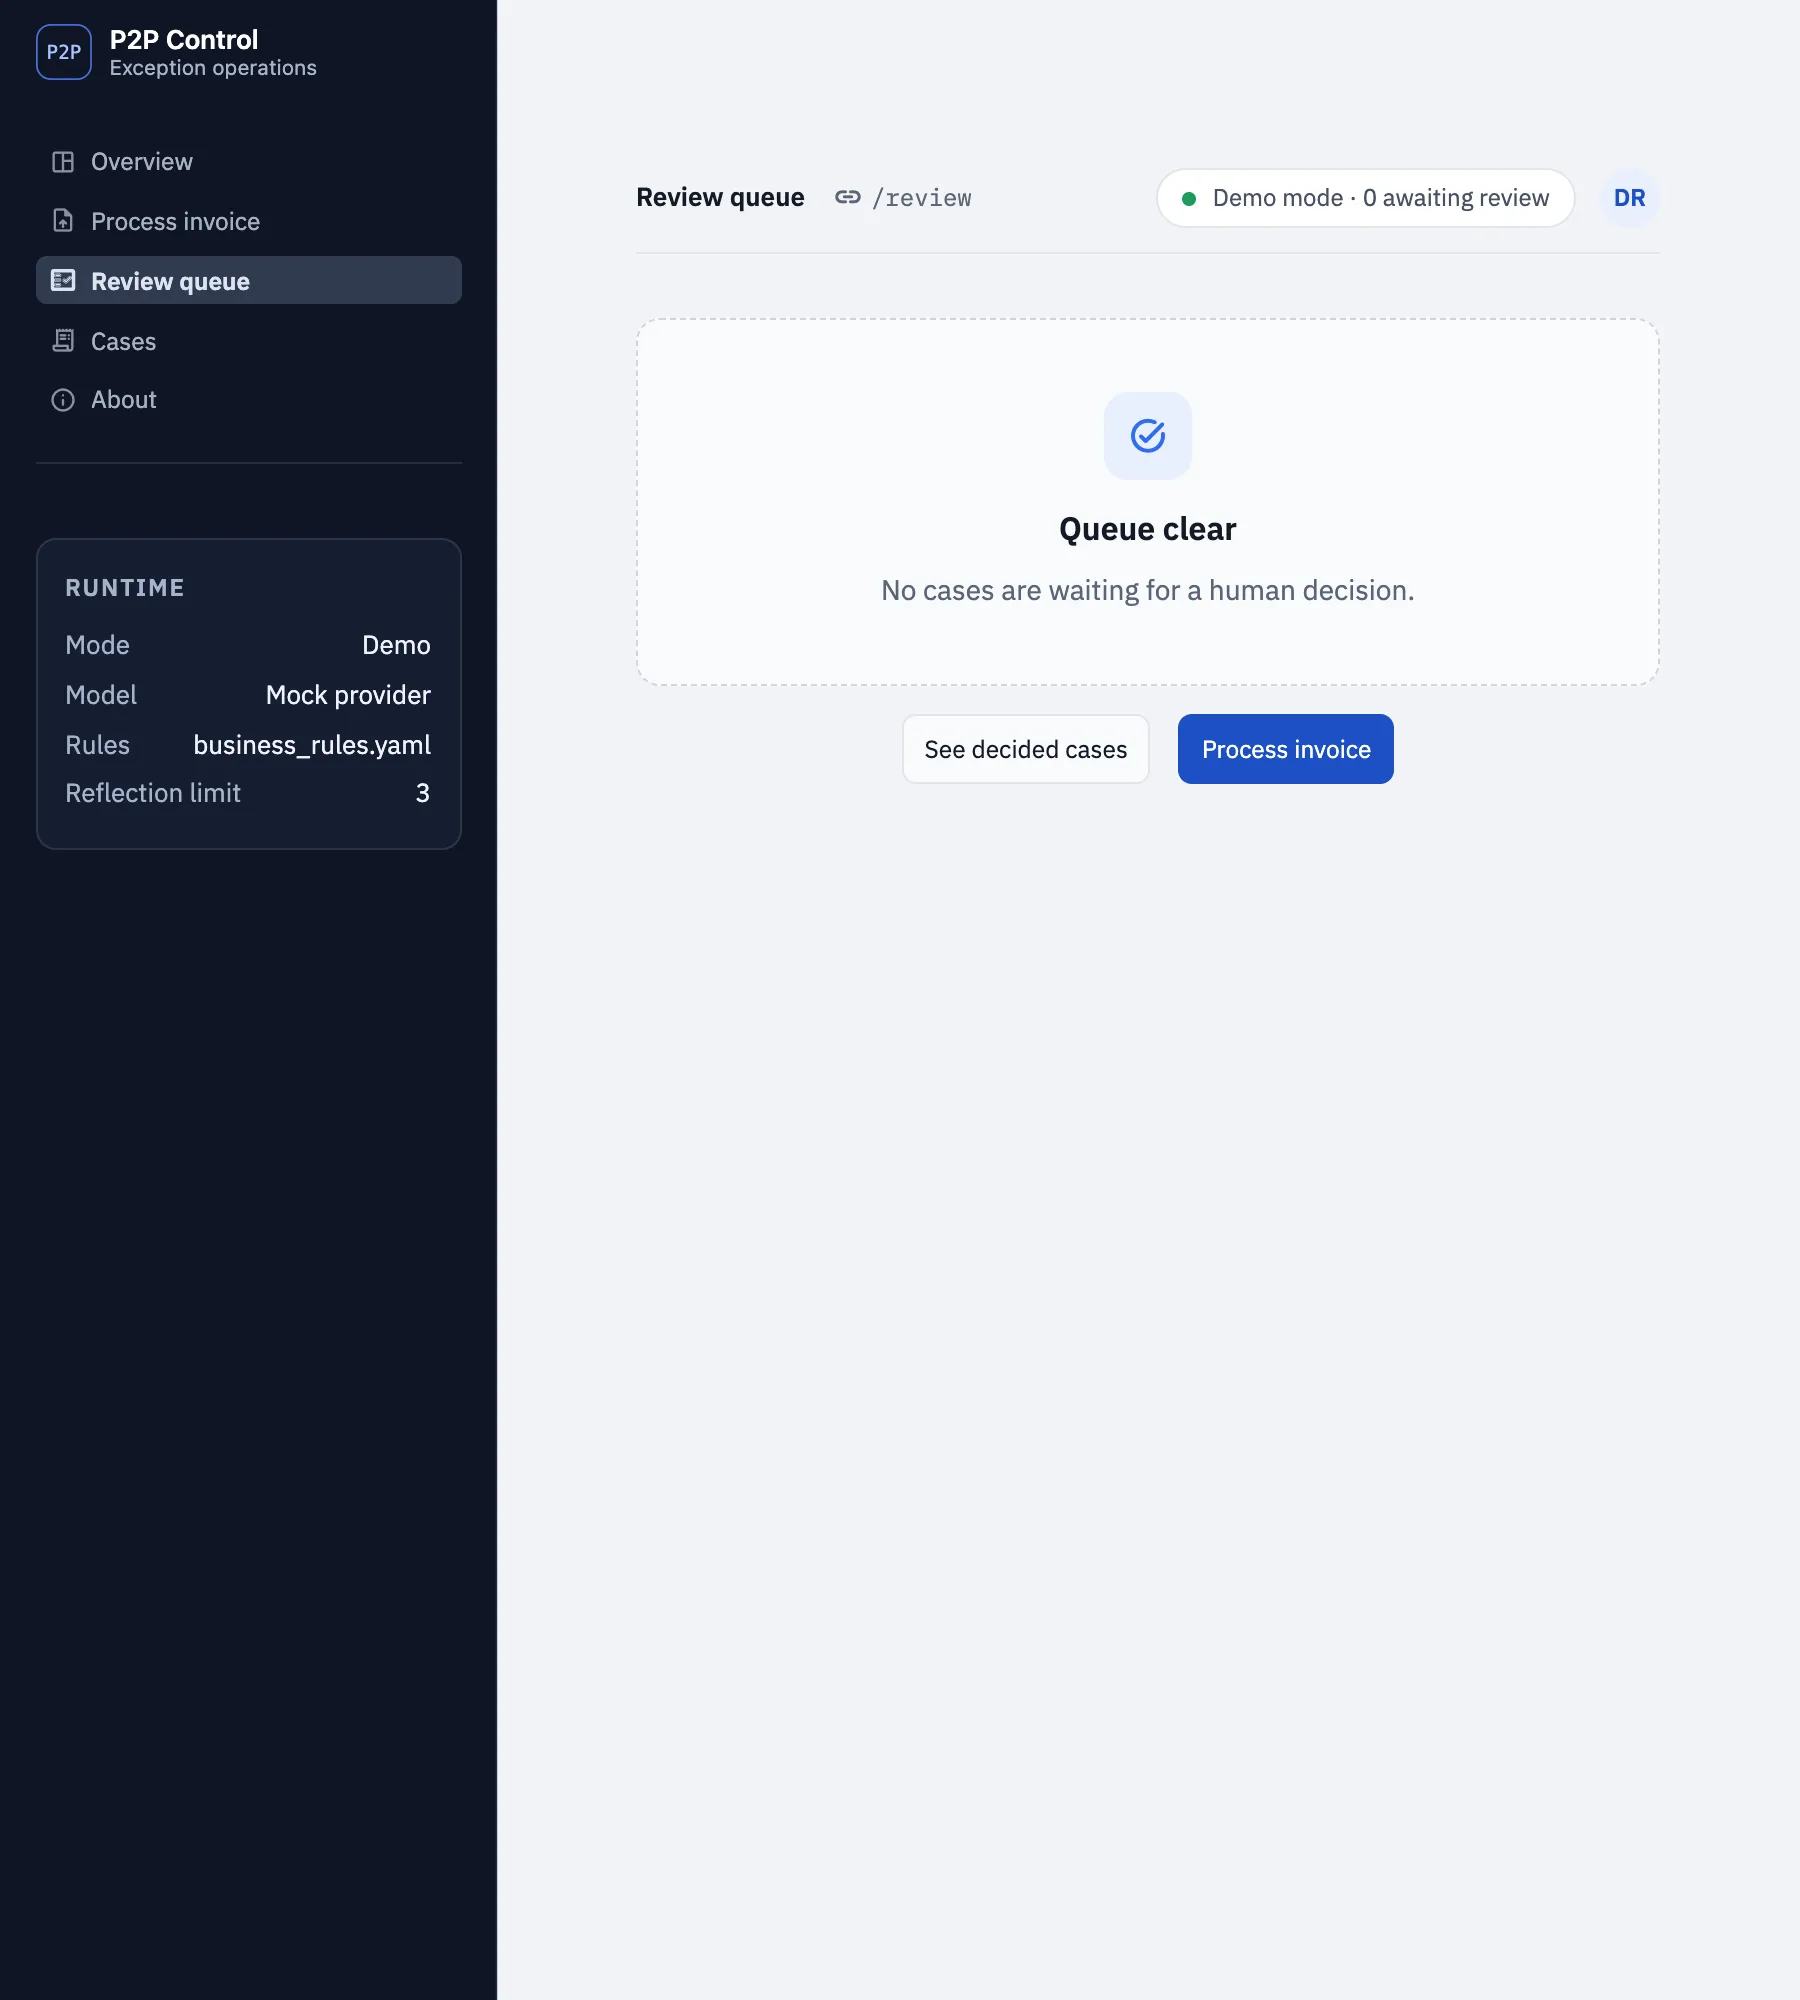 P2P
P2P Control
Exception operations
Overview
Process invoice
Review queue
Cases
About
RUNTIME
Mode Demo
Model Mock provider
Rules business_rules.yaml
Reflection limit 3
Review queue /review Demo mode · 0 awaiting review DR
Queue clear
No cases are waiting for a human decision.
See decided cases Process invoice